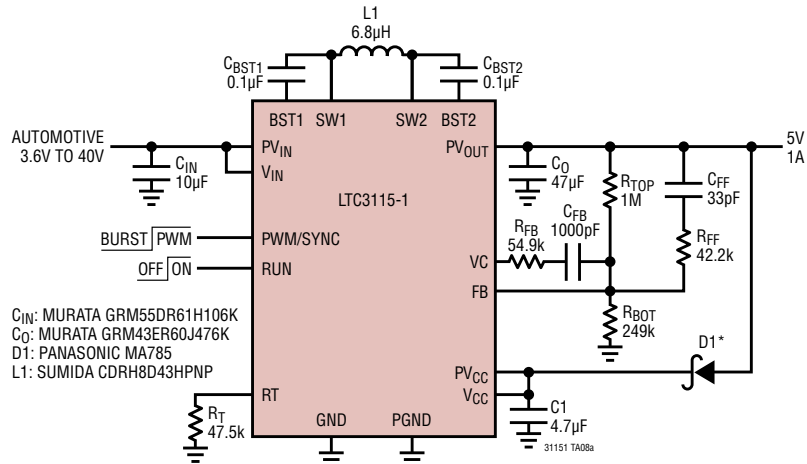 L1
6.8µH
CBST1
0.1µF
CBST2
0.1µF
BST1 SW1 SW2 BST2
AUTOMOTIVE
3.6V TO 40V
CIN
10µF
PVIN
VIN
PVOUT
5V
1A
CO
47µF
RTOP
1M
CFF
33pF
LTC3115-1
BURST PWM
PWM/SYNC
OFF ON
RUN
VC
FB
RFB
54.9k
CFB
1000pF
RFF
42.2k
RBOT
249k
D1*
CIN: MURATA GRM55DR61H106K
CO: MURATA GRM43ER60J476K
D1: PANASONIC MA785
L1: SUMIDA CDRH8D43HPNP
PVCC
VCC
RT
RT
47.5k
GND PGND
C1
4.7µF
31151 TA08a